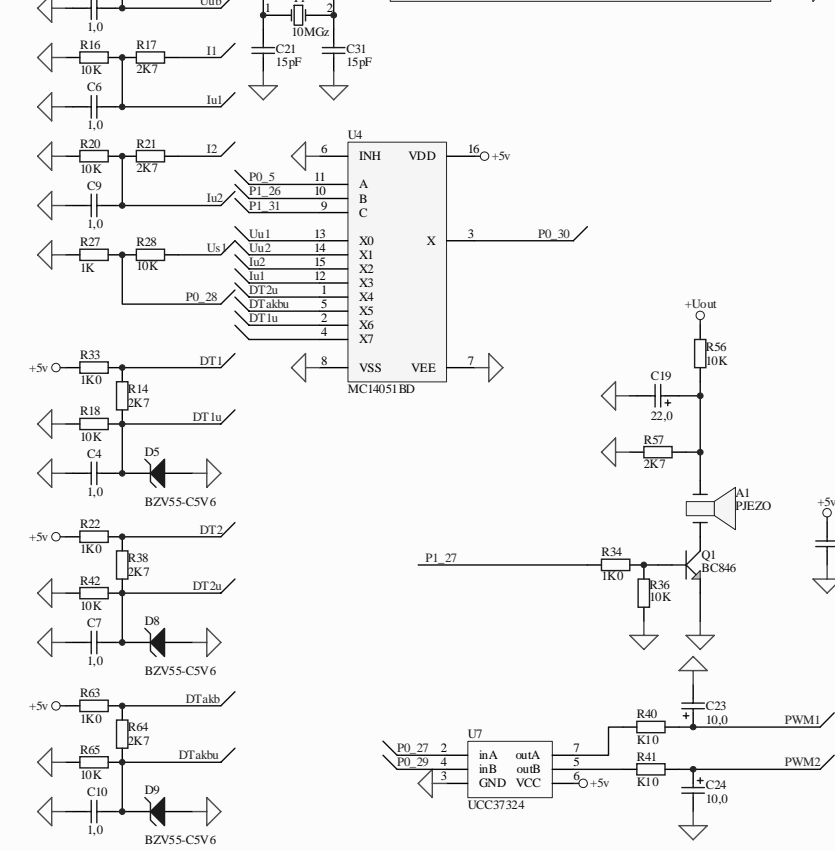 Uub
1,0
1
2
10MGz
C21
15pF
C31
15pF
R16
10K
R17
2K7
I1
C6
1,0
Iu1
R20
10K
R21
2K7
I2
C9
1,0
Iu2
R27
1K
R28
10K
Us1
P0_28
U4
6 INH VDD 16 +5v
P0_5 11 A
P1_26 10 B
P1_31 9 C
Uu1 13 X0 X 3 P0_30
Uu2 14 X1
Iu2 15 X2
Iu1 12 X3
DT2u 1 X4
DTakbu 5 X5
DT1u 2 X6
4 X7
8 VSS VEE 7
MC14051BD
+5v
R33
1K0
DT1
R14
2K7
R18
10K
DT1u
C4
1,0
D5
BZV55-C5V6
+5v
R22
1K0
DT2
R38
2K7
R42
10K
DT2u
C7
1,0
D8
BZV55-C5V6
+5v
R63
1K0
DTakb
R64
2K7
R65
10K
DTakbu
C10
1,0
D9
BZV55-C5V6
+Uout
R56
10K
C19
+
22,0
R57
2K7
A1
PJEZO
+5v
P1_27
R34
1K0
R36
10K
Q1
BC846
U7
P0_27 2 inA outA 7
P0_29 4 inB outB 5
3 GND VCC 6 +5v
UCC37324
R40
K10
C23
+
10,0
PWM1
R41
K10
PWM2
+
C24
10,0